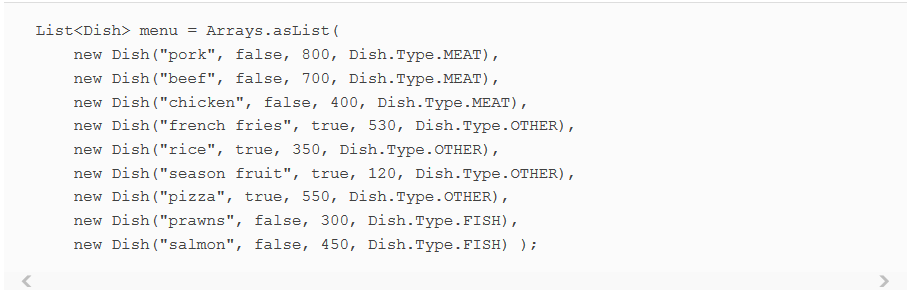 List<Dish> menu = Arrays.asList(
    new Dish("pork", false, 800, Dish.Type.MEAT),
    new Dish("beef", false, 700, Dish.Type.MEAT),
    new Dish("chicken", false, 400, Dish.Type.MEAT),
    new Dish("french fries", true, 530, Dish.Type.OTHER),
    new Dish("rice", true, 350, Dish.Type.OTHER),
    new Dish("season fruit", true, 120, Dish.Type.OTHER),
    new Dish("pizza", true, 550, Dish.Type.OTHER),
    new Dish("prawns", false, 300, Dish.Type.FISH),
    new Dish("salmon", false, 450, Dish.Type.FISH) );